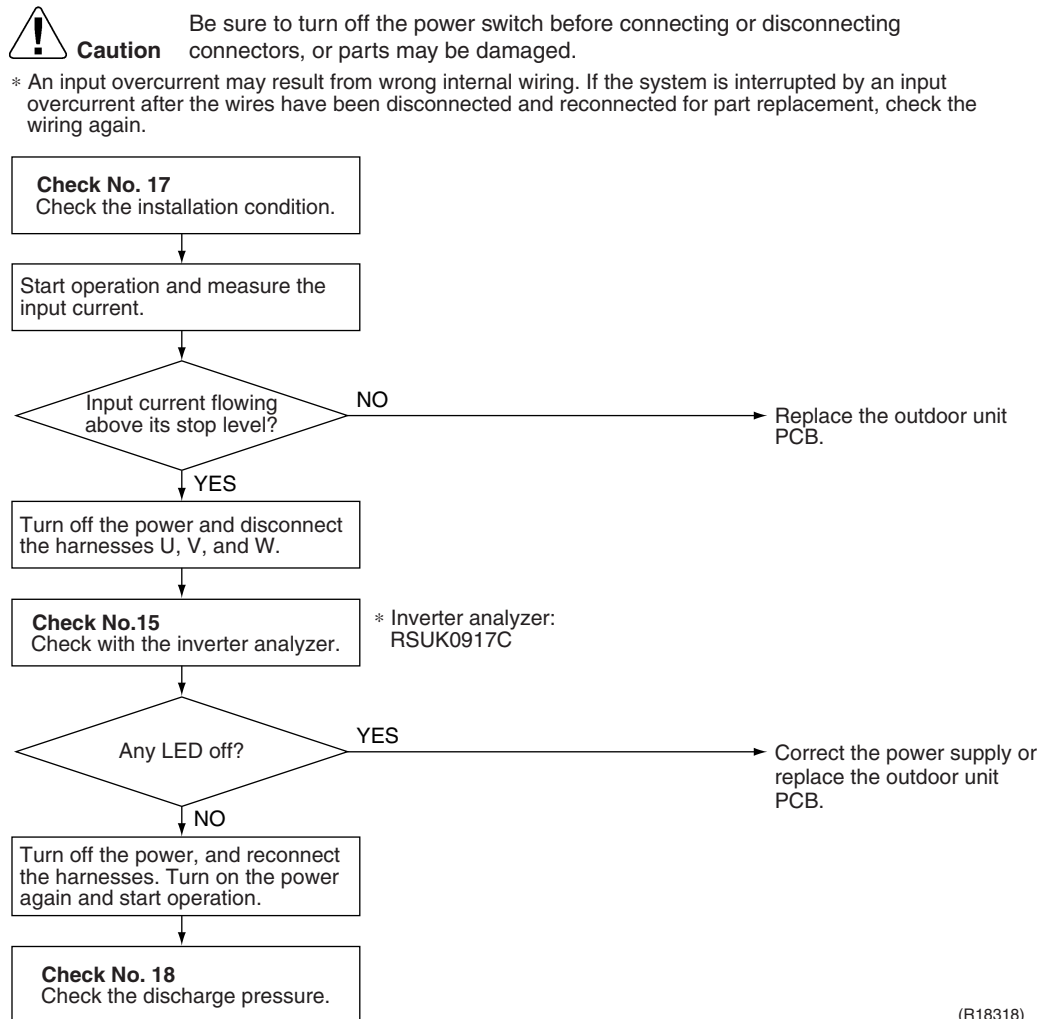 Be sure to turn off the power switch before connecting or disconnecting
Caution connectors, or parts may be damaged.
* An input overcurrent may result from wrong internal wiring. If the system is interrupted by an input
overcurrent after the wires have been disconnected and reconnected for part replacement, check the
wiring again.
Check No. 17
Check the installation condition.
Start operation and measure the
input current.
Input current flowing
above its stop level?
NO
Replace the outdoor unit
PCB.
YES
Turn off the power and disconnect
the harnesses U, V, and W.
Check No.15
Check with the inverter analyzer.
* Inverter analyzer:
RSUK0917C
Any LED off?
YES
Correct the power supply or
replace the outdoor unit
PCB.
NO
Turn off the power, and reconnect
the harnesses. Turn on the power
again and start operation.
Check No. 18
Check the discharge pressure.
(R18318)